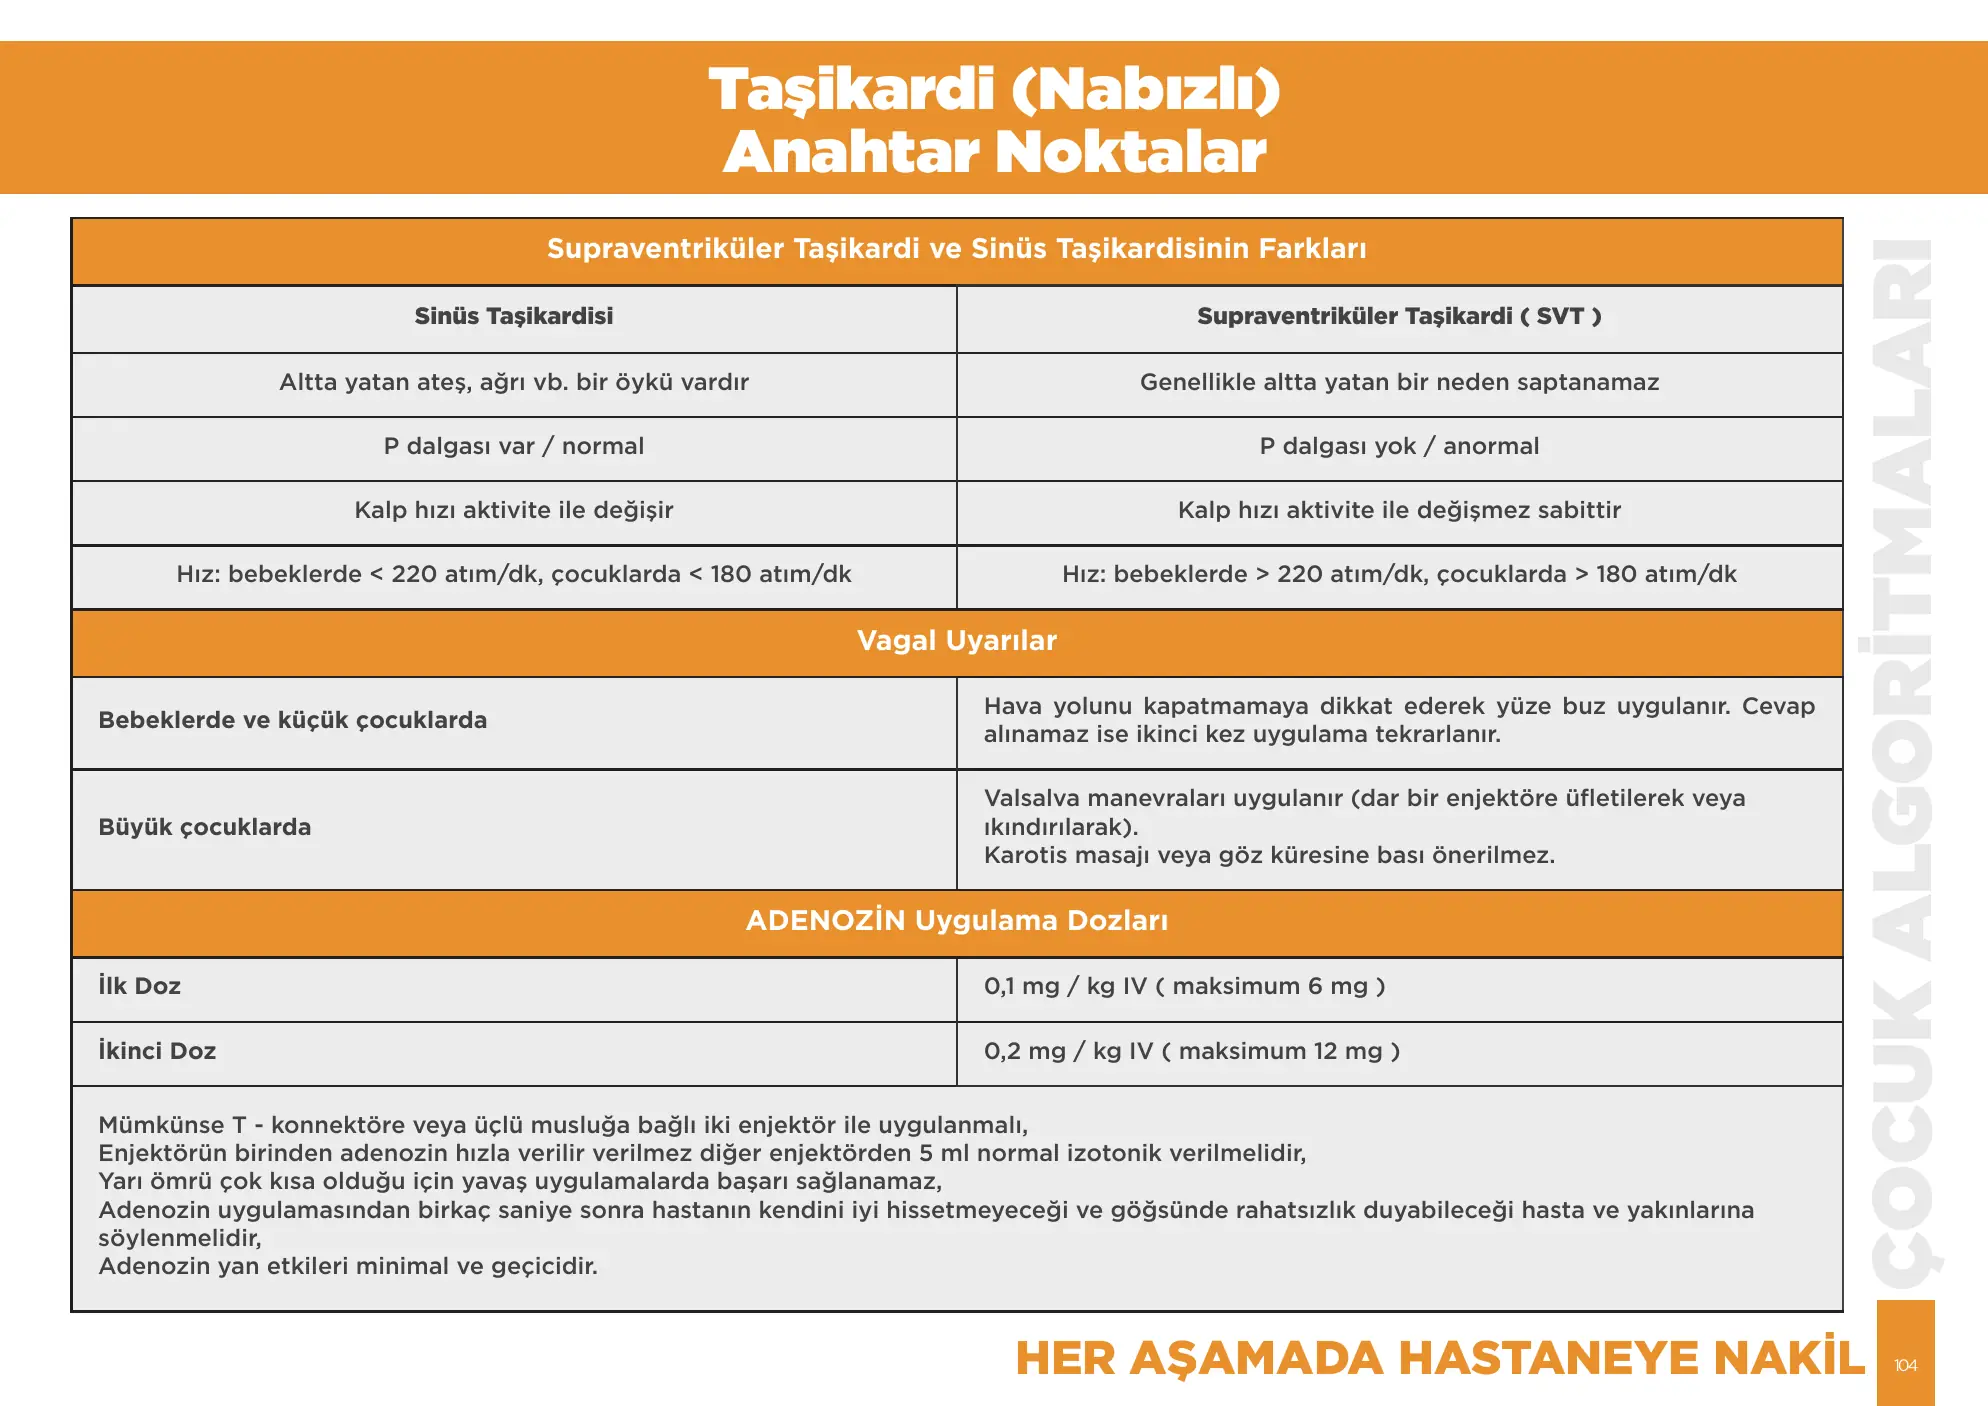 Taşikardi (Nabızlı)
Anahtar Noktalar
Supraventriküler Taşikardi ve Sinüs Taşikardisinin Farkları
Sinüs Taşikardisi
Supraventriküler Taşikardi ( SVT )
Altta yatan ateş, ağrı vb. bir öykü vardır
Genellikle altta yatan bir neden saptanamaz
P dalgası var / normal
P dalgası yok / anormal
Kalp hızı aktivite ile değişir
Kalp hızı aktivite ile değişmez sabittir
Hız: bebeklerde < 220 atım/dk, çocuklarda < 180 atım/dk
Hız: bebeklerde > 220 atım/dk, çocuklarda > 180 atım/dk
Vagal Uyarılar
Bebeklerde ve küçük çocuklarda
Hava yolunu kapatmamaya dikkat ederek yüze buz uygulanır. Cevap
alınamaz ise ikinci kez uygulama tekrarlanır.
Büyük çocuklarda
Valsalva manevraları uygulanır (dar bir enjektöre üfletilerek veya
ıkındırılarak).
Karotis masajı veya göz küresine bası önerilmez.
ADENOZİN Uygulama Dozları
İlk Doz
0,1 mg / kg IV ( maksimum 6 mg )
İkinci Doz
0,2 mg / kg IV ( maksimum 12 mg )
Mümkünse T - konnektöre veya üçlü musluğa bağlı iki enjektör ile uygulanmalı,
Enjektörün birinden adenozin hızla verilir verilmez diğer enjektörden 5 ml normal izotonik verilmelidir,
Yarı ömrü çok kısa olduğu için yavaş uygulamalarda başarı sağlanamaz,
Adenozin uygulamasından birkaç saniye sonra hastanın kendini iyi hissetmeyeceği ve göğsünde rahatsızlık duyabileceği hasta ve yakınlarına
söylenmelidir,
Adenozin yan etkileri minimal ve geçicidir.
HER AŞAMADA HASTANEYE NAKİL
104
ÇOCUK ALGORİTMALARI